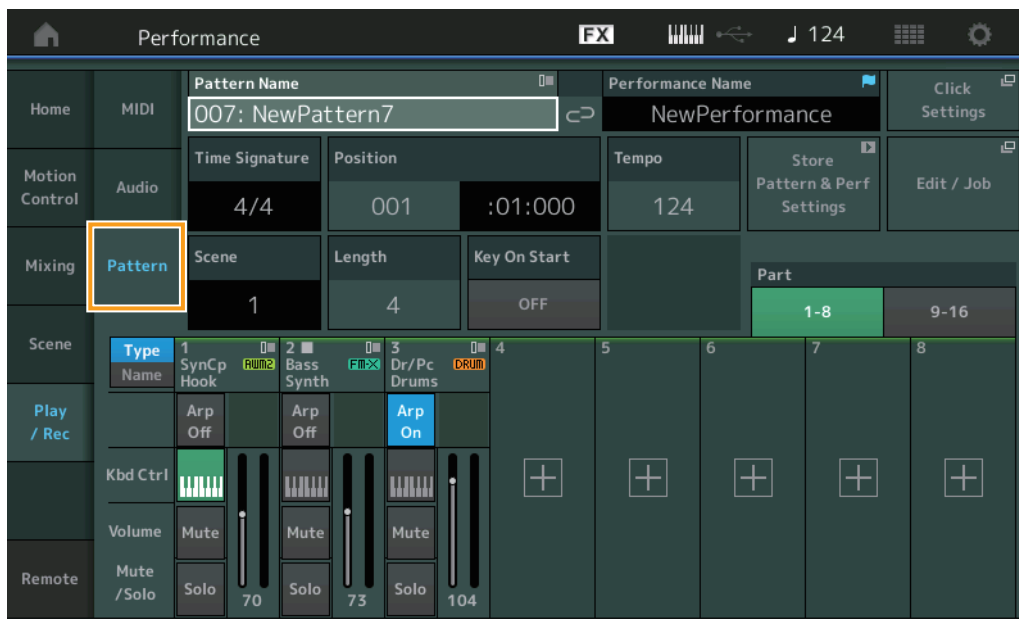 Performance
FX
♩ 124
Home
Motion
Control
Mixing
Scene
Play
/ Rec
Remote
MIDI
Audio
Pattern
Pattern Name
007: NewPattern7
Performance Name
NewPerformance
Click
Settings
Time Signature
4/4
Position
001
:01:000
Tempo
124
Store
Pattern & Perf
Settings
Edit / Job
Scene
1
Length
4
Key On Start
OFF
Part
1-8
9-16
Type
Name
1
SynCp
Hook
AWM2
2
Bass
Synth
FM-X
3
Dr/Pc
Drums
DRUM
4
5
6
7
8
Arp
Off
Arp
Off
Arp
On
Kbd Ctrl
Volume
Mute
Mute
Mute
Mute
/Solo
Solo
70
Solo
73
Solo
104